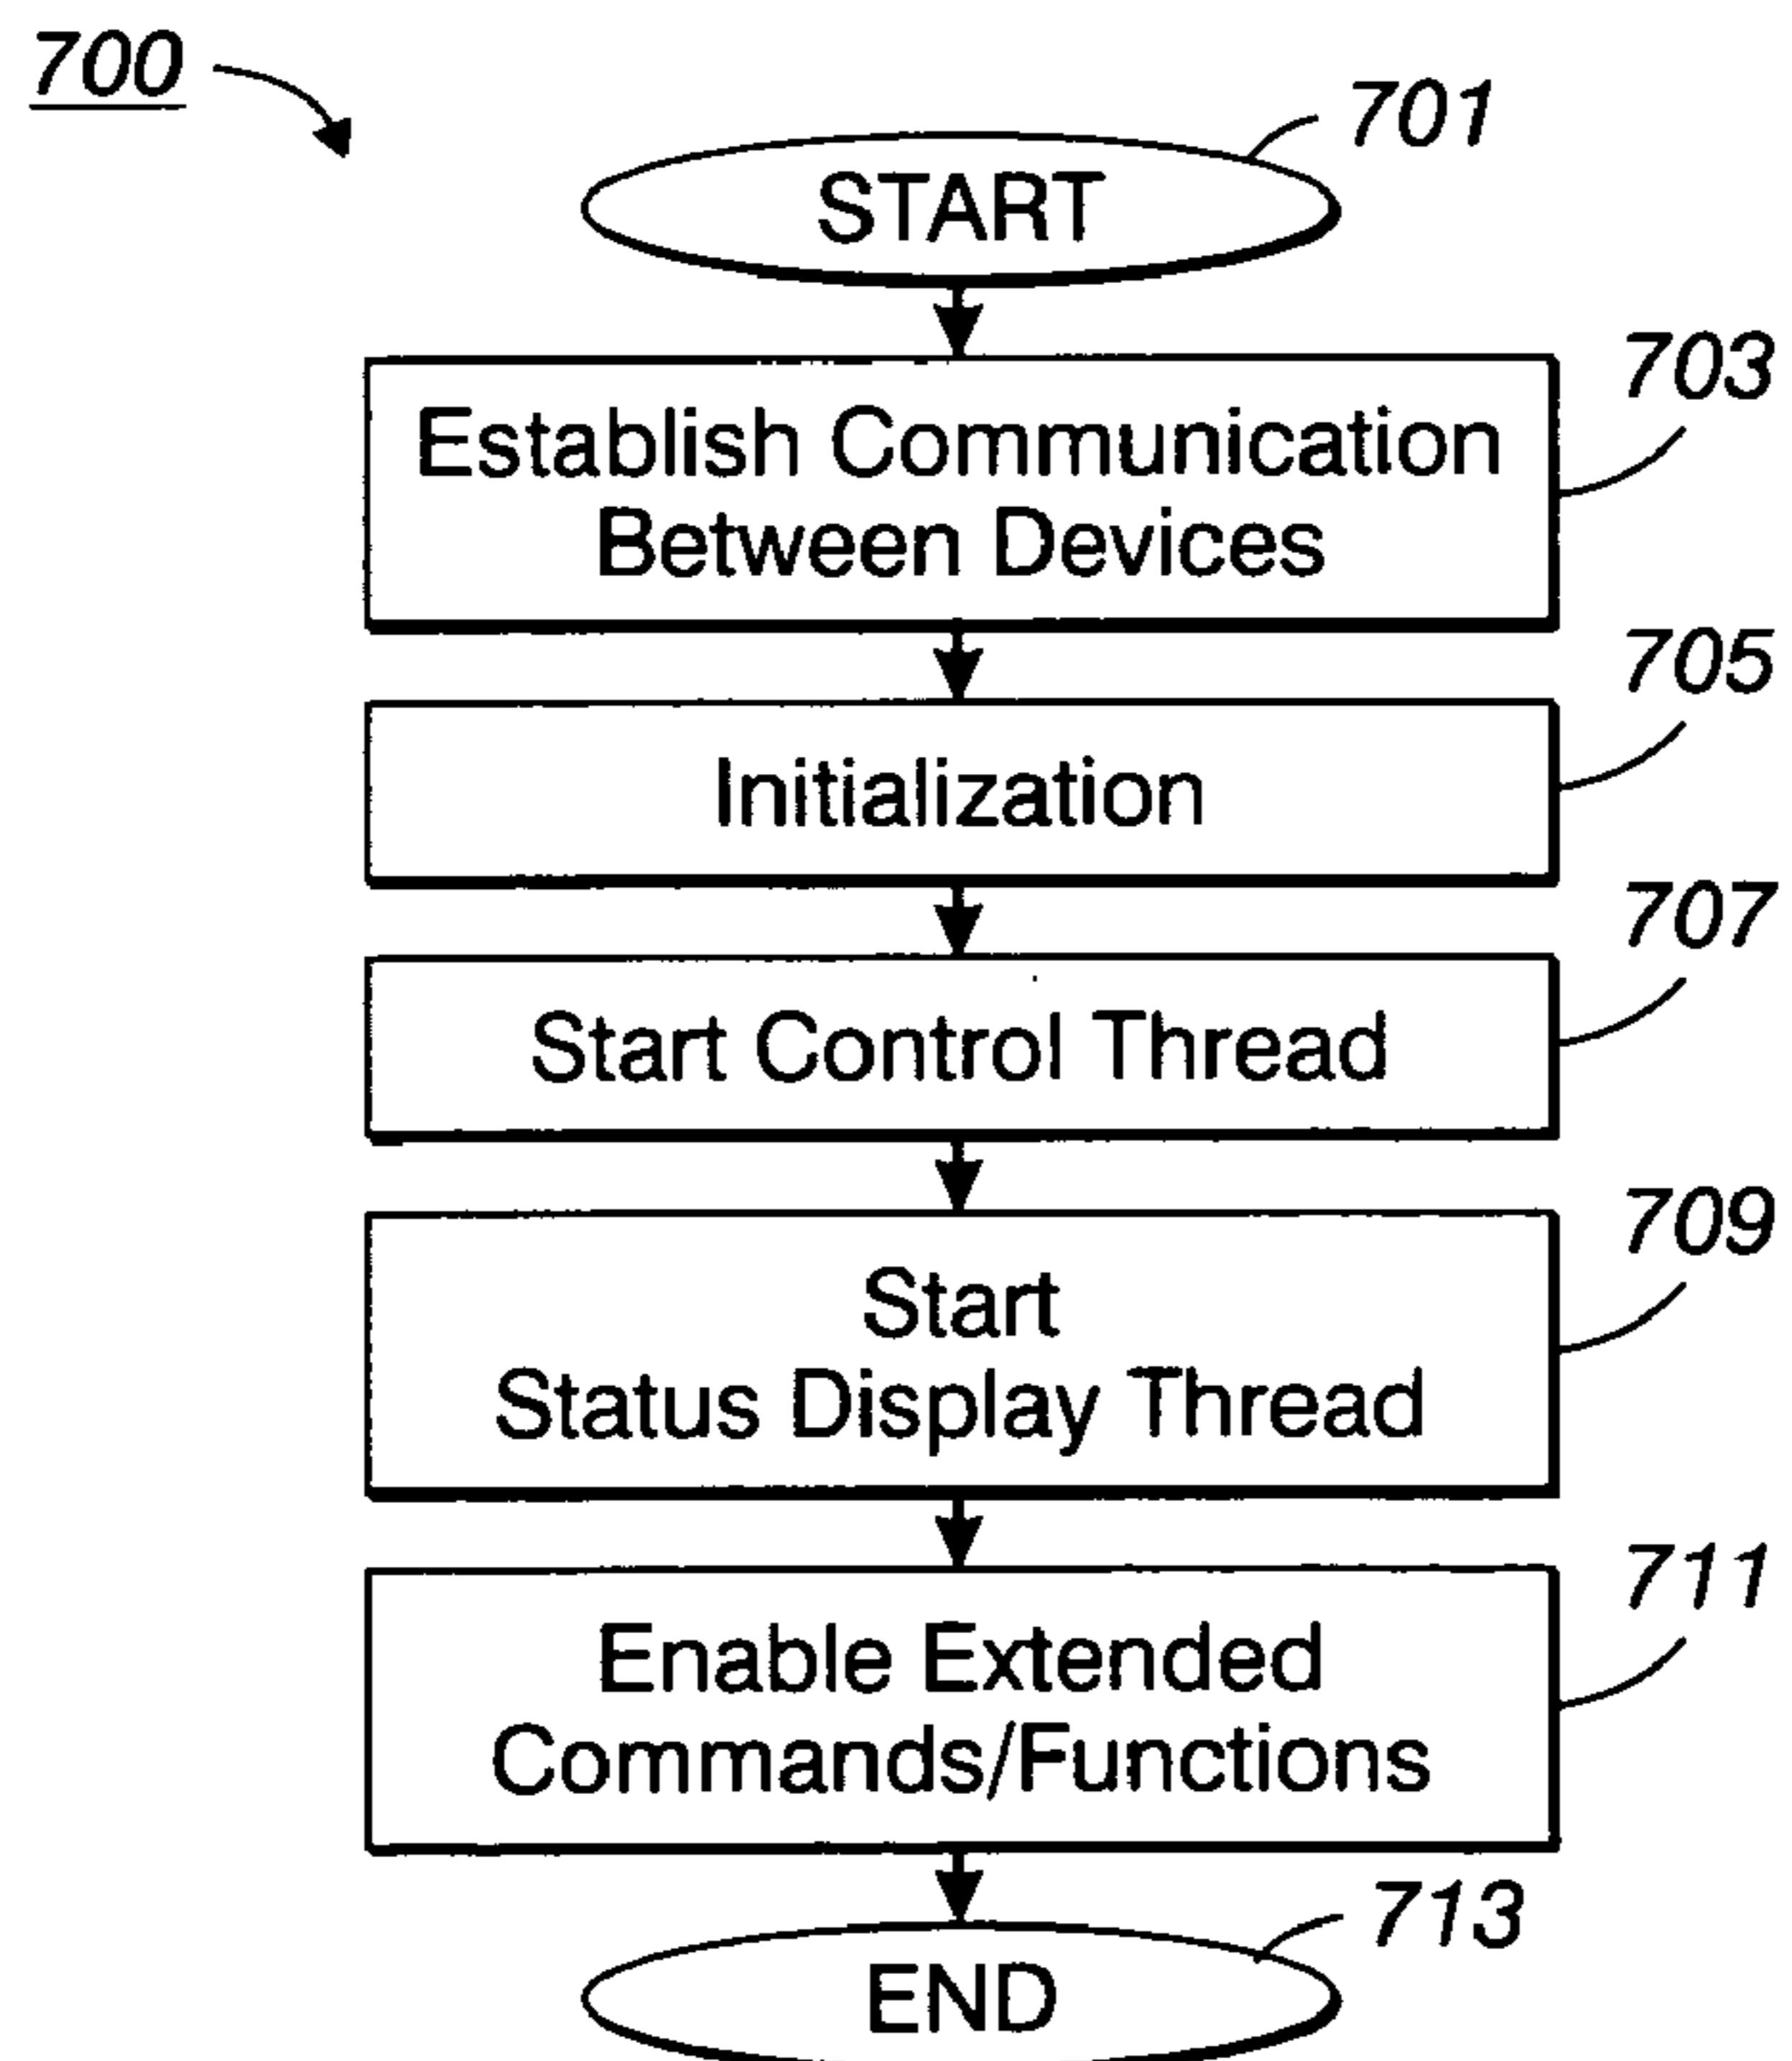 700
701
START
703
Establish Communication
Between Devices
705
Initialization
707
Start Control Thread
709
Start
Status Display Thread
711
Enable Extended
Commands/Functions
713
END